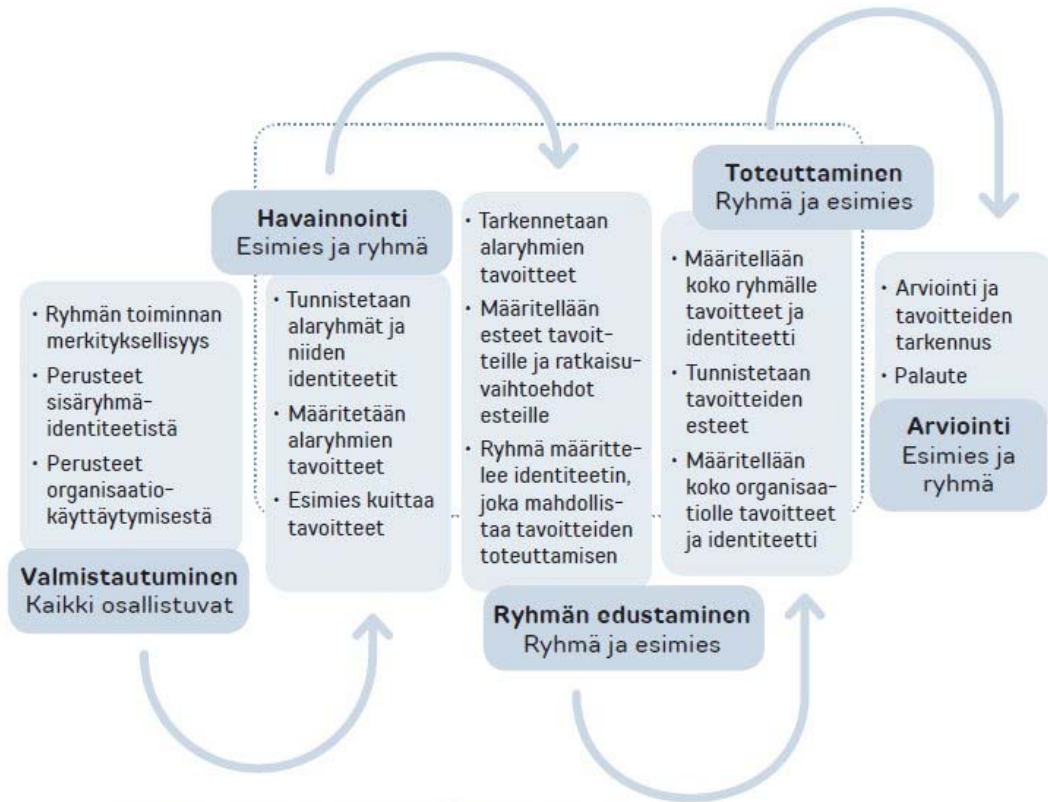 Valmistautuminen
Kaikki osallistuvat
• Ryhmän toiminnan
merkityksellisyys
• Perusteet
sisäryhmä-
identiteetistä
• Perusteet
organisaatio-
käyttäytymisestä
Havainnointi
Esimies ja ryhmä
• Tunnistetaan
alaryhmät ja
niiden
identiteetit
• Määritetään
alaryhmien
tavoitteet
• Esimies kuittaa
tavoitteet
• Tarkennetaan
alaryhmien
tavoitteet
• Määritellään
esteet tavoit-
teille ja ratkaisu-
vaihtoehdot
esteille
• Ryhmä määritte-
lee identiteetin,
joka mahdollis-
taa tavoitteiden
toteuttamisen
Ryhmän edustaminen
Ryhmä ja esimies
Toteuttaminen
Ryhmä ja esimies
• Määritellään
koko ryhmälle
tavoitteet ja
identiteetti
• Tunnistetaan
tavoitteiden
esteet
• Määritellään
koko organisaa-
tiolle tavoitteet
ja identiteetti
• Arviointi ja
tavoitteiden
tarkennus
• Palaute
Arviointi
Esimies ja
ryhmä